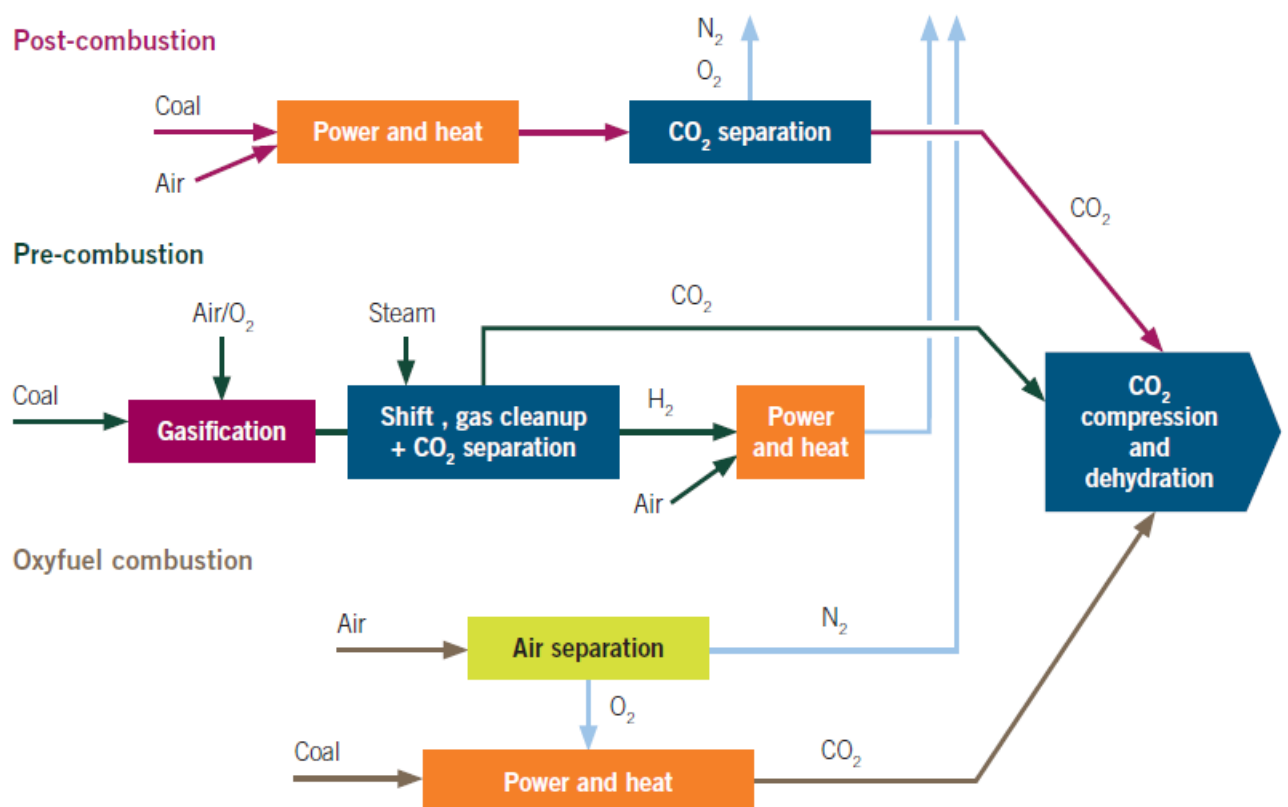 Post-combustion
N₂
O₂
Coal
Power and heat
CO₂ separation
Air
CO₂
Pre-combustion
Air/O₂
Steam
CO₂
Coal
Gasification
Shift , gas cleanup
+ CO₂ separation
H₂
Power
and heat
Air
CO₂
compression
and
dehydration
Oxyfuel combustion
Air
Air separation
N₂
O₂
Coal
Power and heat
CO₂